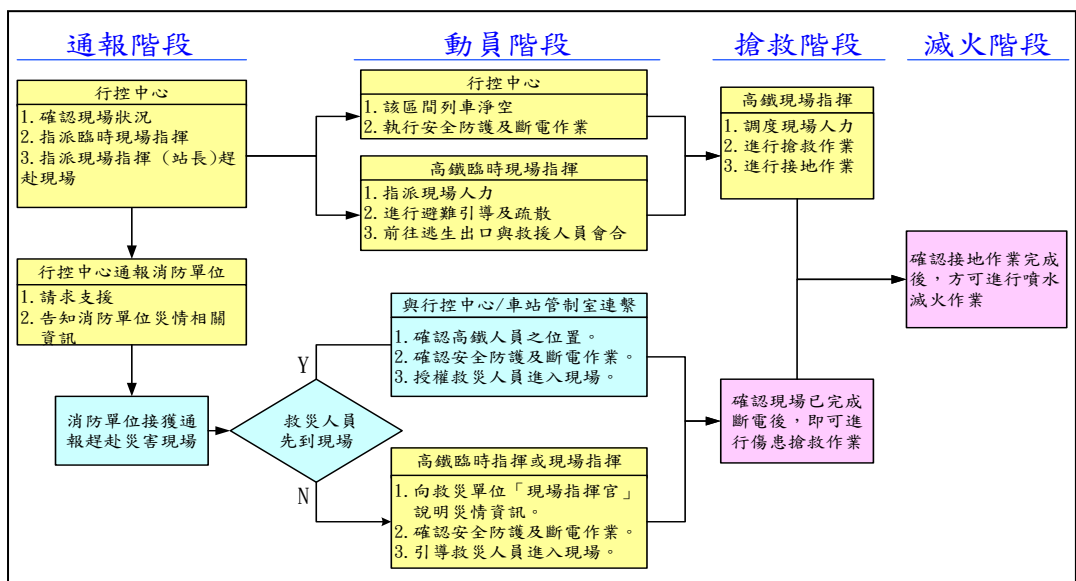 通報階段
動員階段
搶救階段
滅火階段
行控中心
1. 確認現場狀況
2. 指派臨時現場指揮
3. 指派現場指揮（站長)趕
赴現場
行控中心通報消防單位
1. 請求支援
2. 告知消防單位災情相關
資訊
消防單位接獲通
報趕赴災害現場
救災人員
先到現場
Y
N
行控中心
1. 該區間列車淨空
2. 執行安全防護及斷電作業
高鐵臨時現場指揮
1. 指派現場人力
2. 進行避難引導及疏散
3. 前往逃生出口與救援人員會合
與行控中心/車站管制室連繫
1. 確認高鐵人員之位置。
2. 確認安全防護及斷電作業。
3. 授權救災人員進入現場。
高鐵臨時指揮或現場指揮
1. 向救災單位「現場指揮官」
說明災情資訊。
2. 確認安全防護及斷電作業。
3. 引導救災人員進入現場。
高鐵現場指揮
1. 調度現場人力
2. 進行搶救作業
3. 進行接地作業
確認現場已完成
斷電後，即可進
行傷患搶救作業
確認接地作業完成
後，方可進行噴水
滅火作業